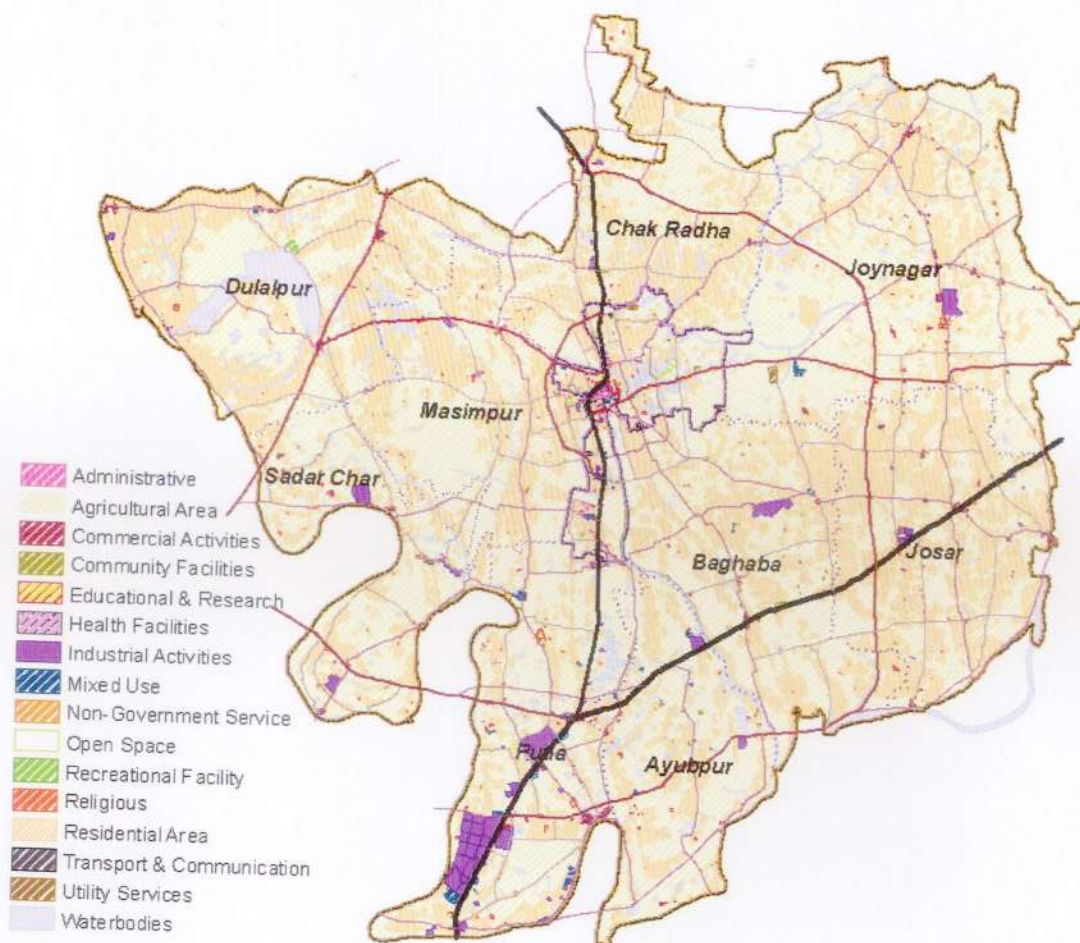 Chak Radha
Joynagar
Dulalpur
Masimpur
Sadat Char
Baghaba
Josar
Ayubpur
Administrative
Agricultural Area
Commercial Activities
Community Facilities
Educational & Research
Health Facilities
Industrial Activities
Mixed Use
Non-Government Service
Open Space
Recreational Facility
Religious
Residential Area
Transport & Communication
Utility Services
Waterbodies